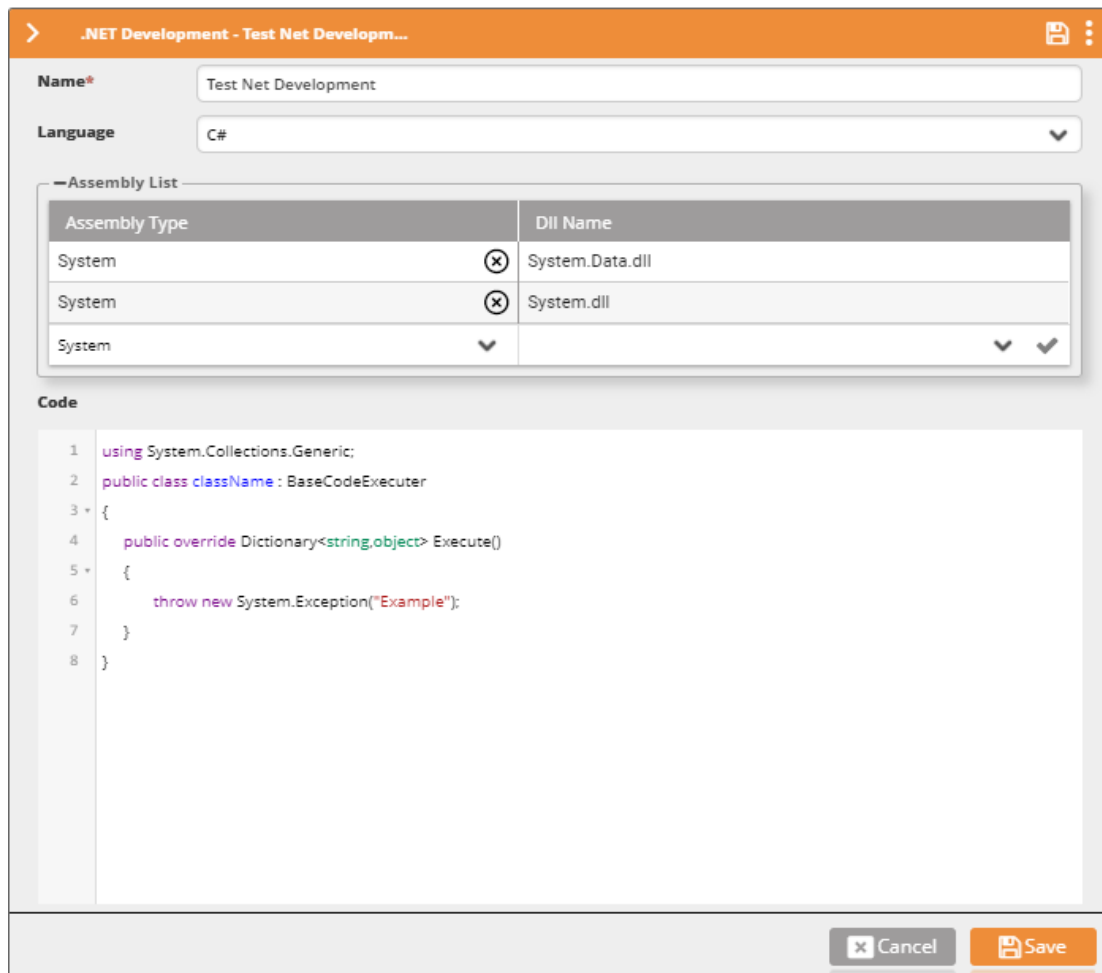 .NET Development - Test Net Developm...
Name* Test Net Development
Language C#
Assembly List
Assembly Type Dll Name
System System.Data.dll
System System.dll
System
Code
1 using System.Collections.Generic;
2 public class className : BaseCodeExecuter
3 {
4 public override Dictionary<string,object> Execute()
5 {
6 throw new System.Exception("Example");
7 }
8 }
Cancel Save